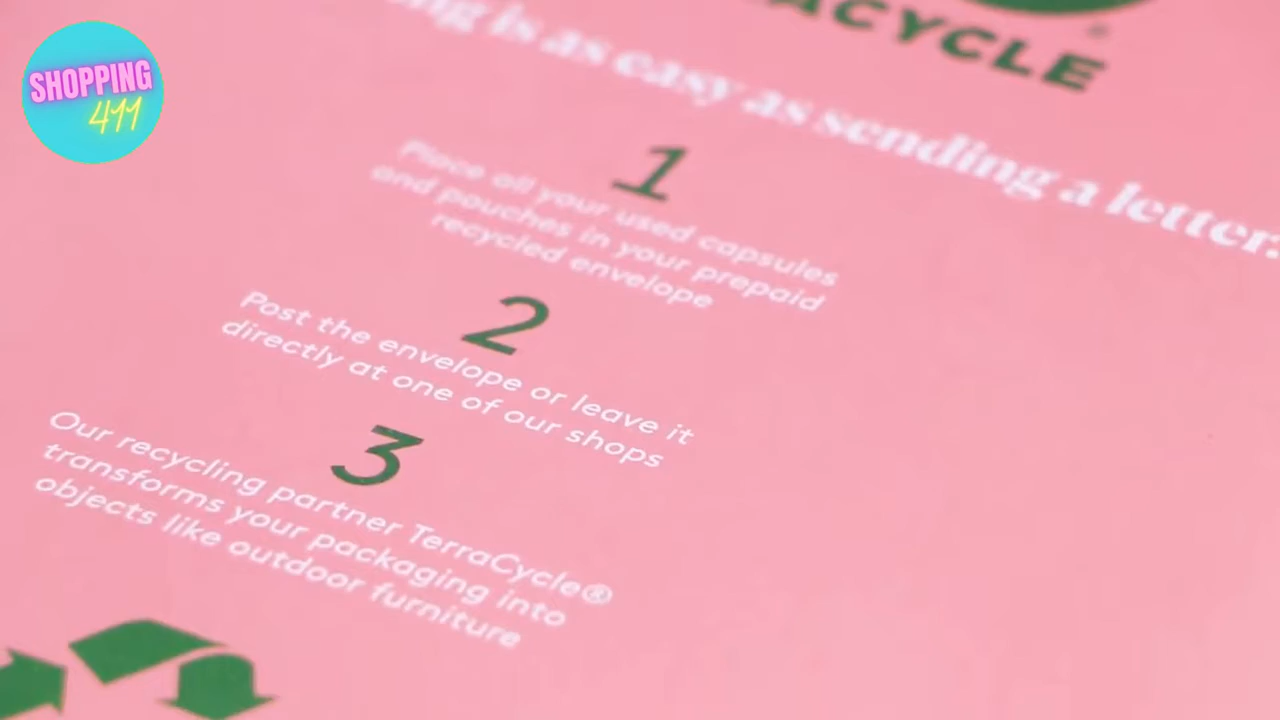 SHOPPING
411
ACYCLE
ing is as easy as sending a letter.
1
Place all your used capsules
and pouches in your prepaid
recycled envelope
2
Post the envelope or leave it
directly at one of our shops
3
Our recycling partner TerraCycle®
transforms your packaging into
objects like outdoor furniture